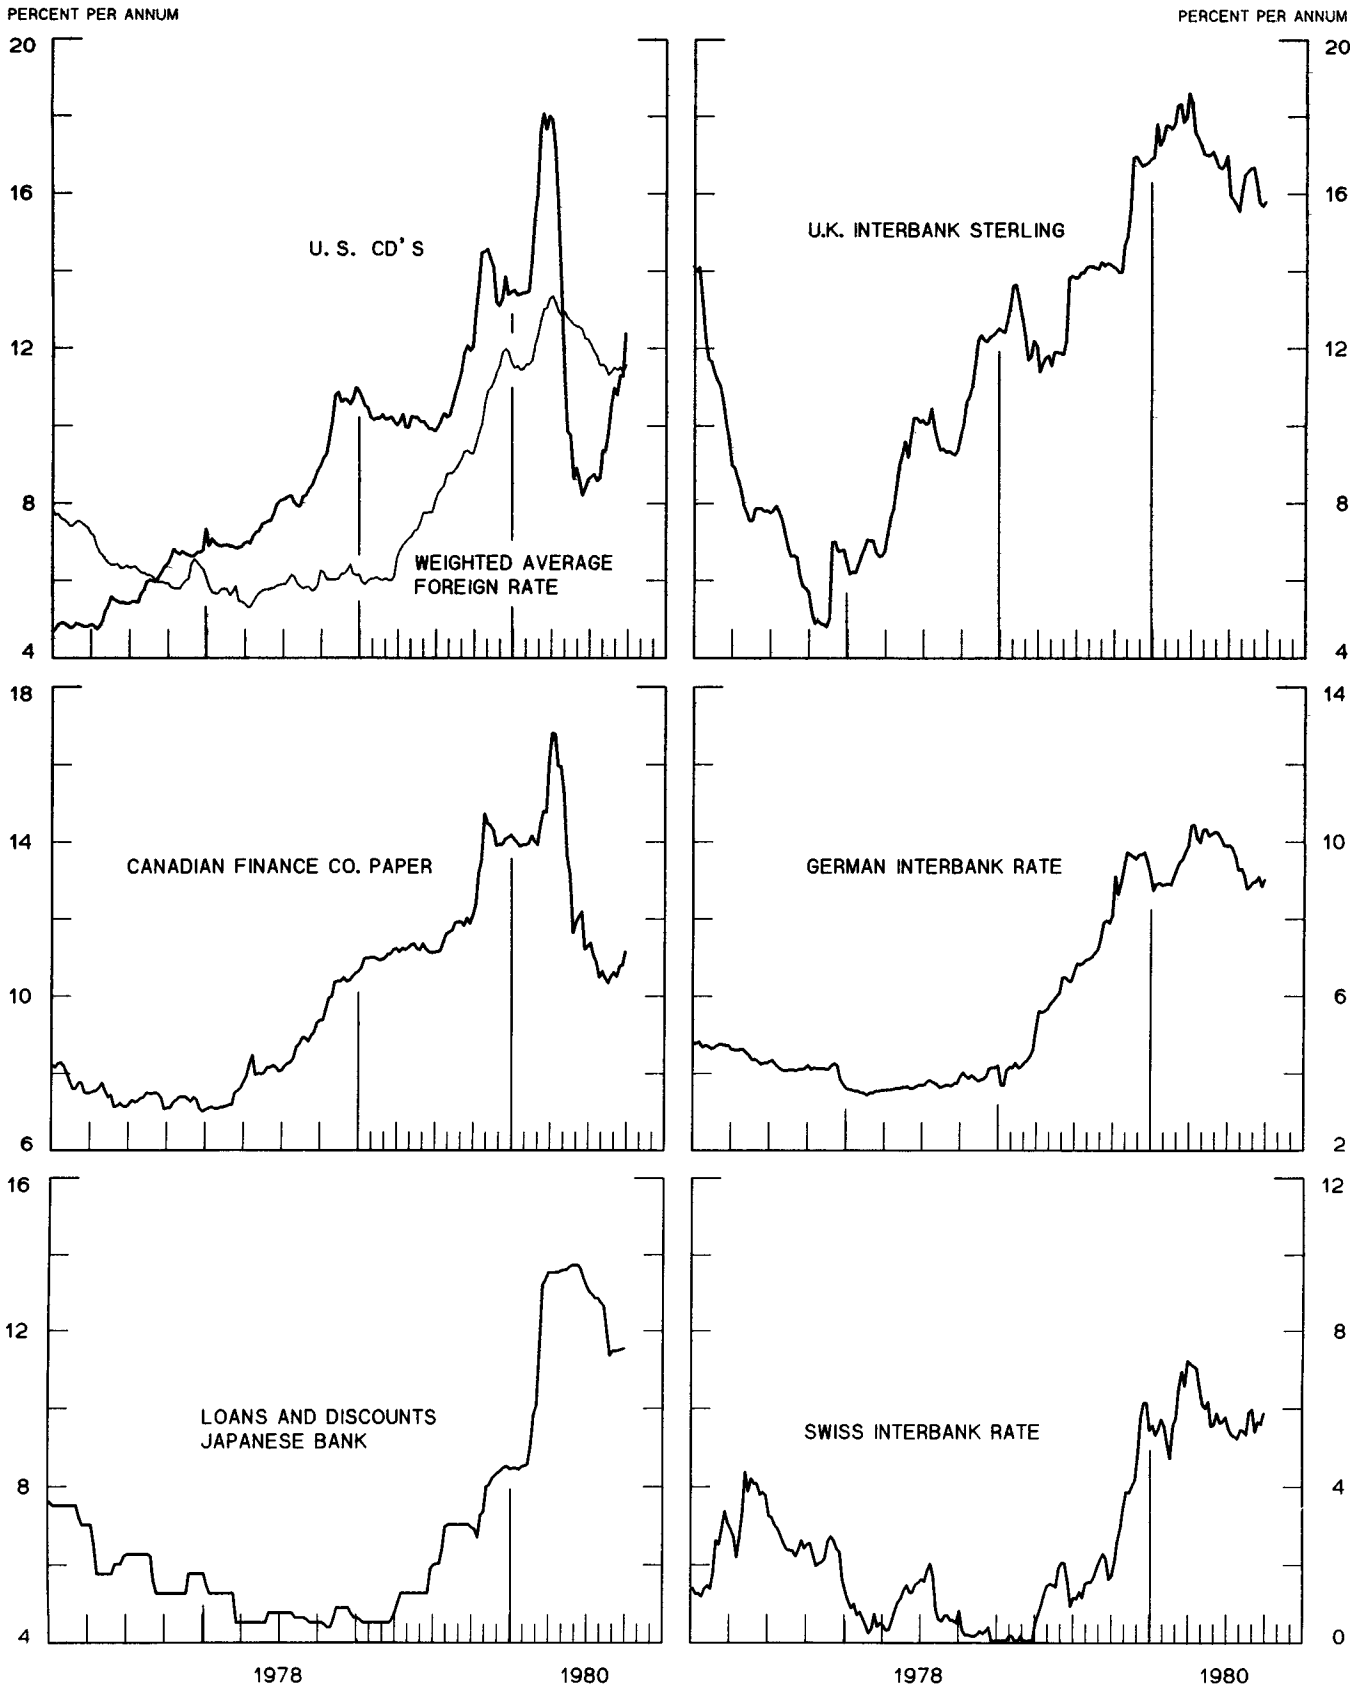 PERCENT PER ANNUM
PERCENT PER ANNUM
20
16
12
8
4
U. S. CD'S
WEIGHTED AVERAGE
FOREIGN RATE
U.K. INTERBANK STERLING
20
16
12
8
4
18
14
10
6
CANADIAN FINANCE CO. PAPER
GERMAN INTERBANK RATE
14
10
6
2
16
12
8
4
LOANS AND DISCOUNTS
JAPANESE BANK
1978
1980
SWISS INTERBANK RATE
12
8
4
0
1978
1980